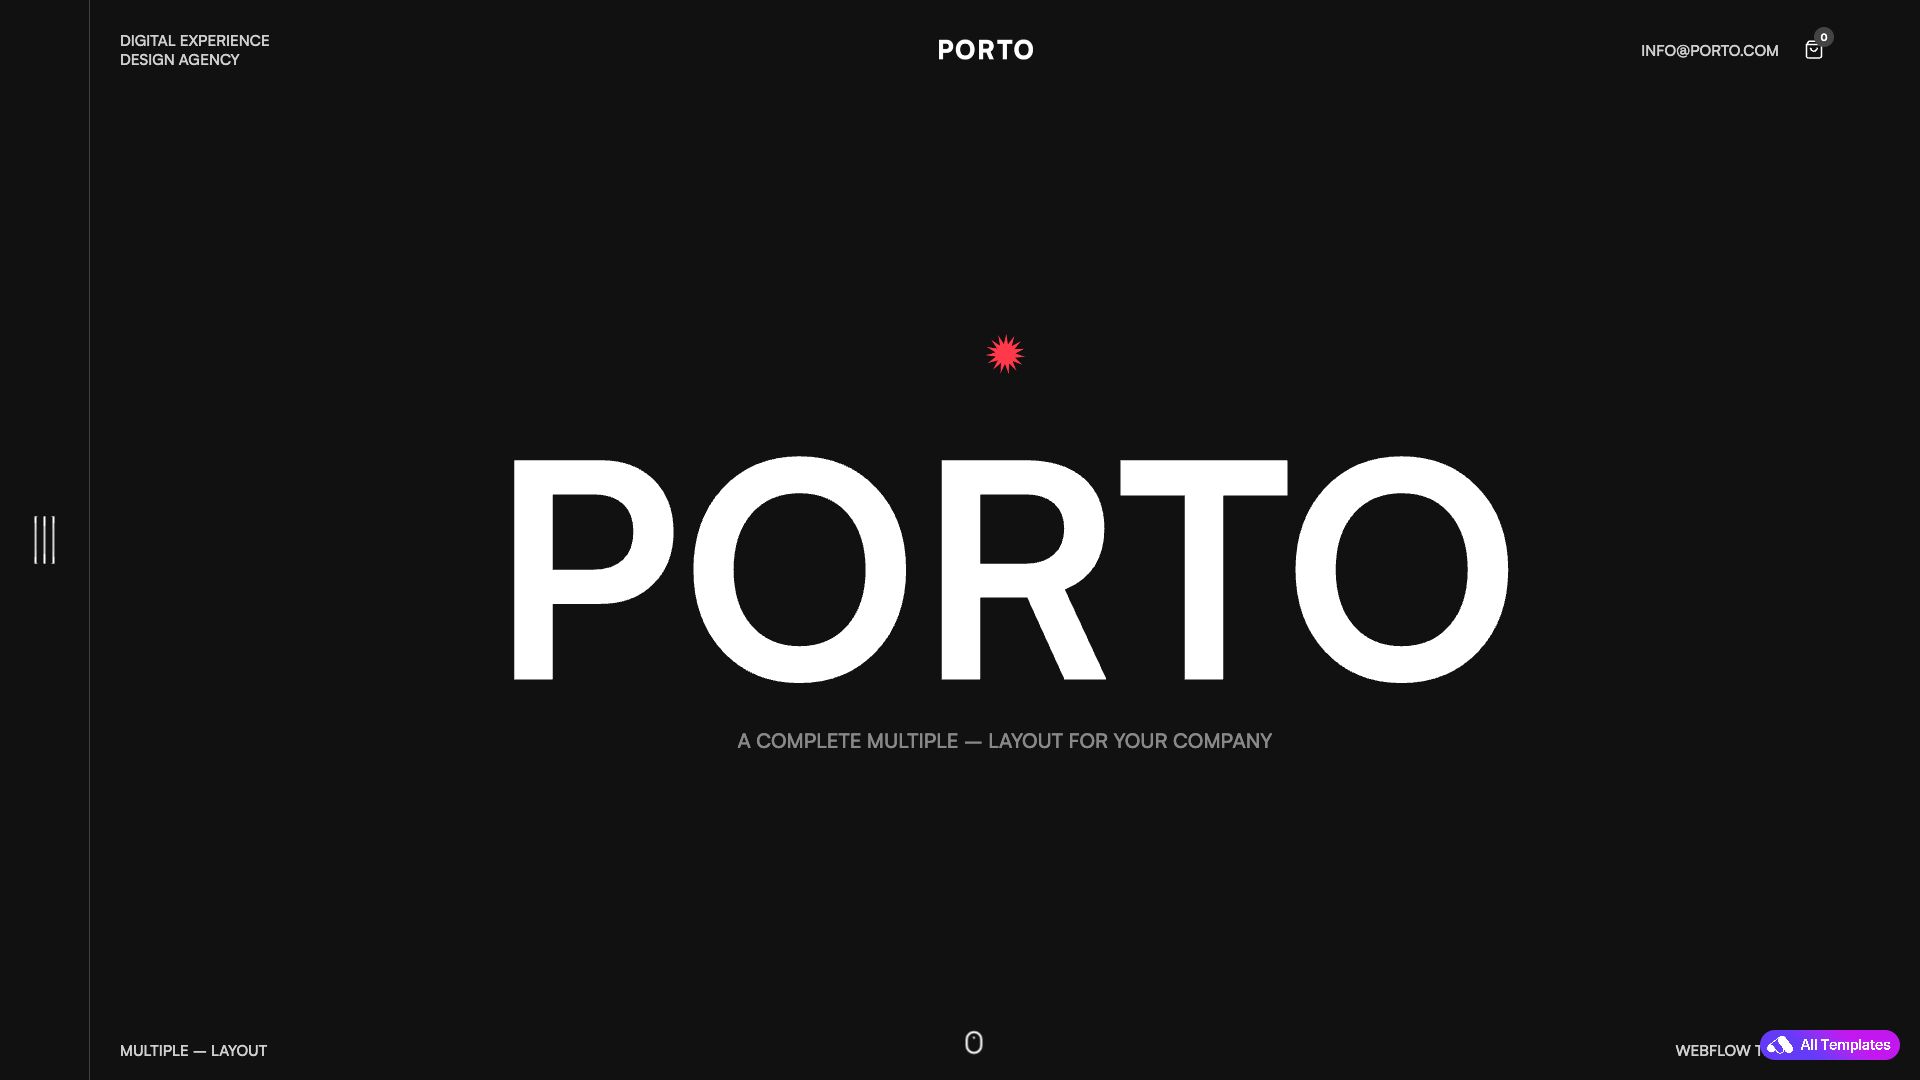 DIGITAL EXPERIENCE
DESIGN AGENCY
PORTO
INFO@PORTO.COM
0
PORTO
A COMPLETE MULTIPLE — LAYOUT FOR YOUR COMPANY
MULTIPLE — LAYOUT
WEBFLOW
All Templates